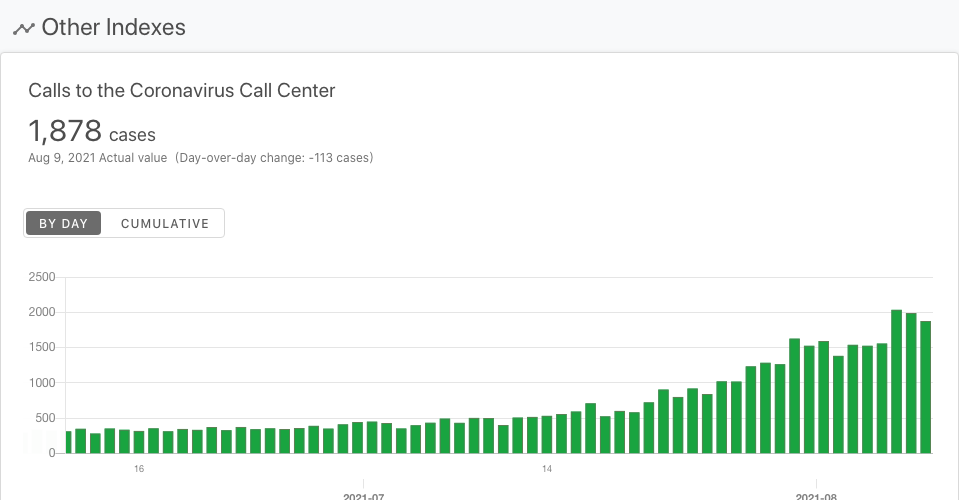 Other Indexes
Calls to the Coronavirus Call Center
1,878 cases
Aug 9, 2021 Actual value (Day-over-day change: -113 cases)
BY DAY CUMULATIVE
2500
2000
1500
1000
500
0
16 14
2021-07 2021-08